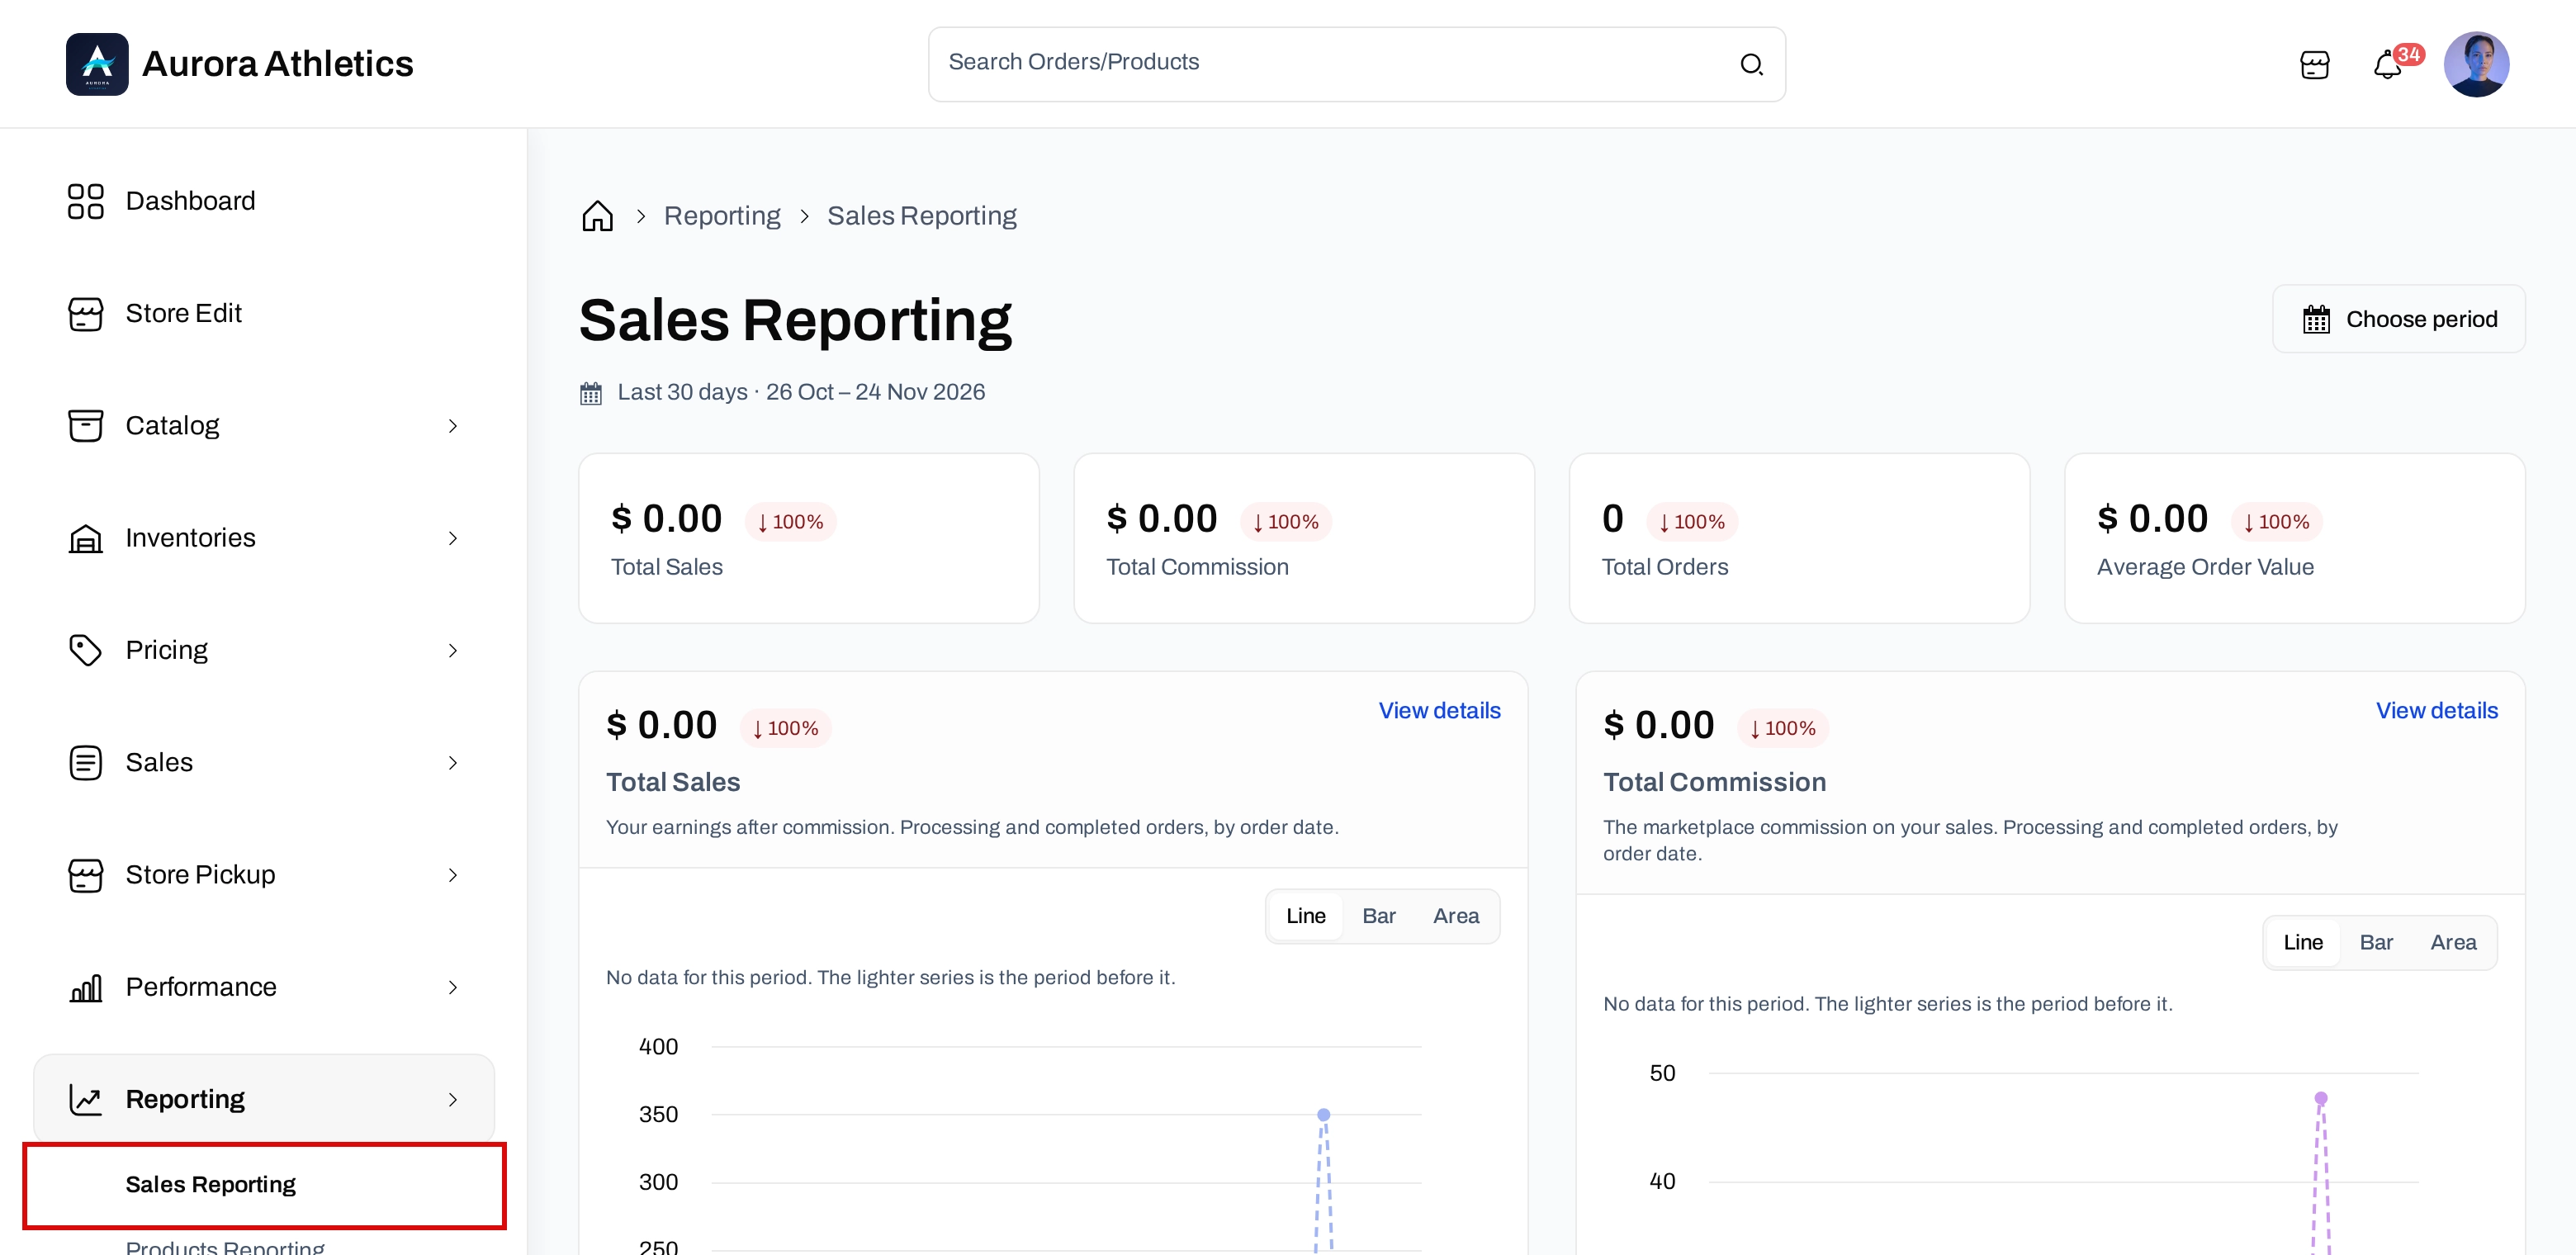 Aurora Athletics
Search Orders/Products
34
AURORA
Dashboard
Store Edit
Catalog
Inventories
Pricing
Sales
Store Pickup
Performance
Reporting
Sales Reporting
Products Reporting
Reporting
Sales Reporting
Sales Reporting
Choose period
Last 30 days · 26 Oct – 24 Nov 2026
$ 0.00 ↓ 100%
Total Sales
$ 0.00 ↓ 100%
Total Commission
0 ↓ 100%
Total Orders
$ 0.00 ↓ 100%
Average Order Value
$ 0.00 ↓ 100%
View details
Total Sales
Your earnings after commission. Processing and completed orders, by order date.
Line Bar Area
No data for this period. The lighter series is the period before it.
400
350
300
250
$ 0.00 ↓ 100%
View details
Total Commission
The marketplace commission on your sales. Processing and completed orders, by
order date.
Line Bar Area
No data for this period. The lighter series is the period before it.
50
40